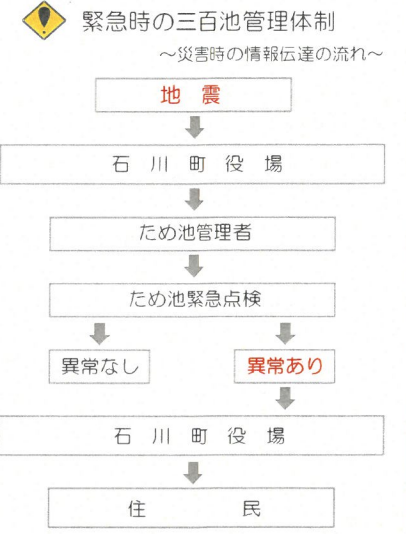 緊急時の三百池管理体制
～災害時の情報伝達の流れ～
地震
石川町役場
ため池管理者
ため池緊急点検
異常なし
異常あり
石川町役場
住民